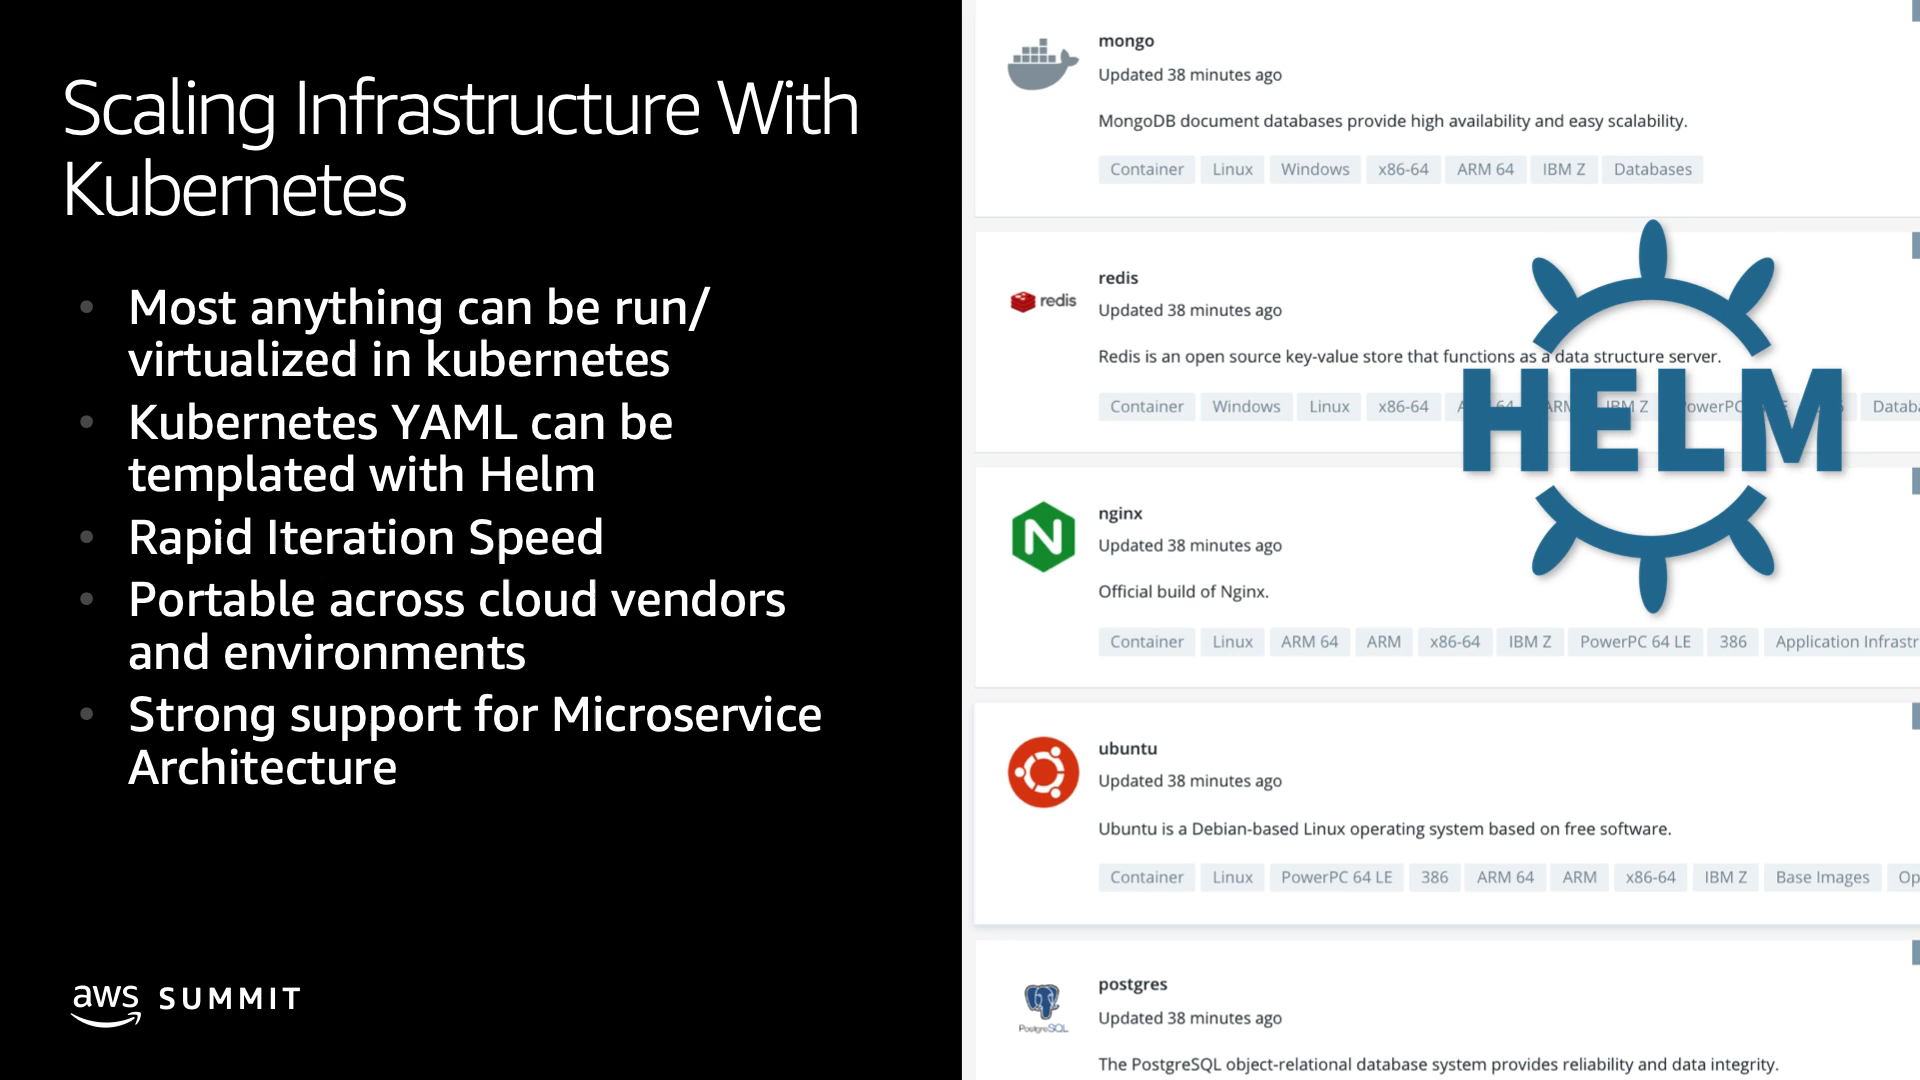 Scaling Infrastructure With
Kubernetes
• Most anything can be run/
virtualized in kubernetes
• Kubernetes YAML can be
templated with Helm
• Rapid Iteration Speed
• Portable across cloud vendors
and environments
• Strong support for Microservice
Architecture
aws SUMMIT
mongo
Updated 38 minutes ago
MongoDB document databases provide high availability and easy scalability.
Container Linux Windows x86-64 ARM 64 IBM Z Databases
redis
redis
Updated 38 minutes ago
Redis is an open source key-value store that functions as a data structure server.
Container Windows Linux x86-64 IBM Z
HELM
nginx
Updated 38 minutes ago
Official build of Nginx.
Container Linux ARM 64 ARM x86-64 IBM Z PowerPC 64 LE 386 Application
ubuntu
Updated 38 minutes ago
Ubuntu is a Debian-based Linux operating system based on free software.
Container Linux PowerPC 64 LE 386 ARM 64 ARM x86-64 IBM Z Base Images
PostgreSQL
postgres
Updated 38 minutes ago
The PostgreSQL object-relational database system provides reliability and data integrity.